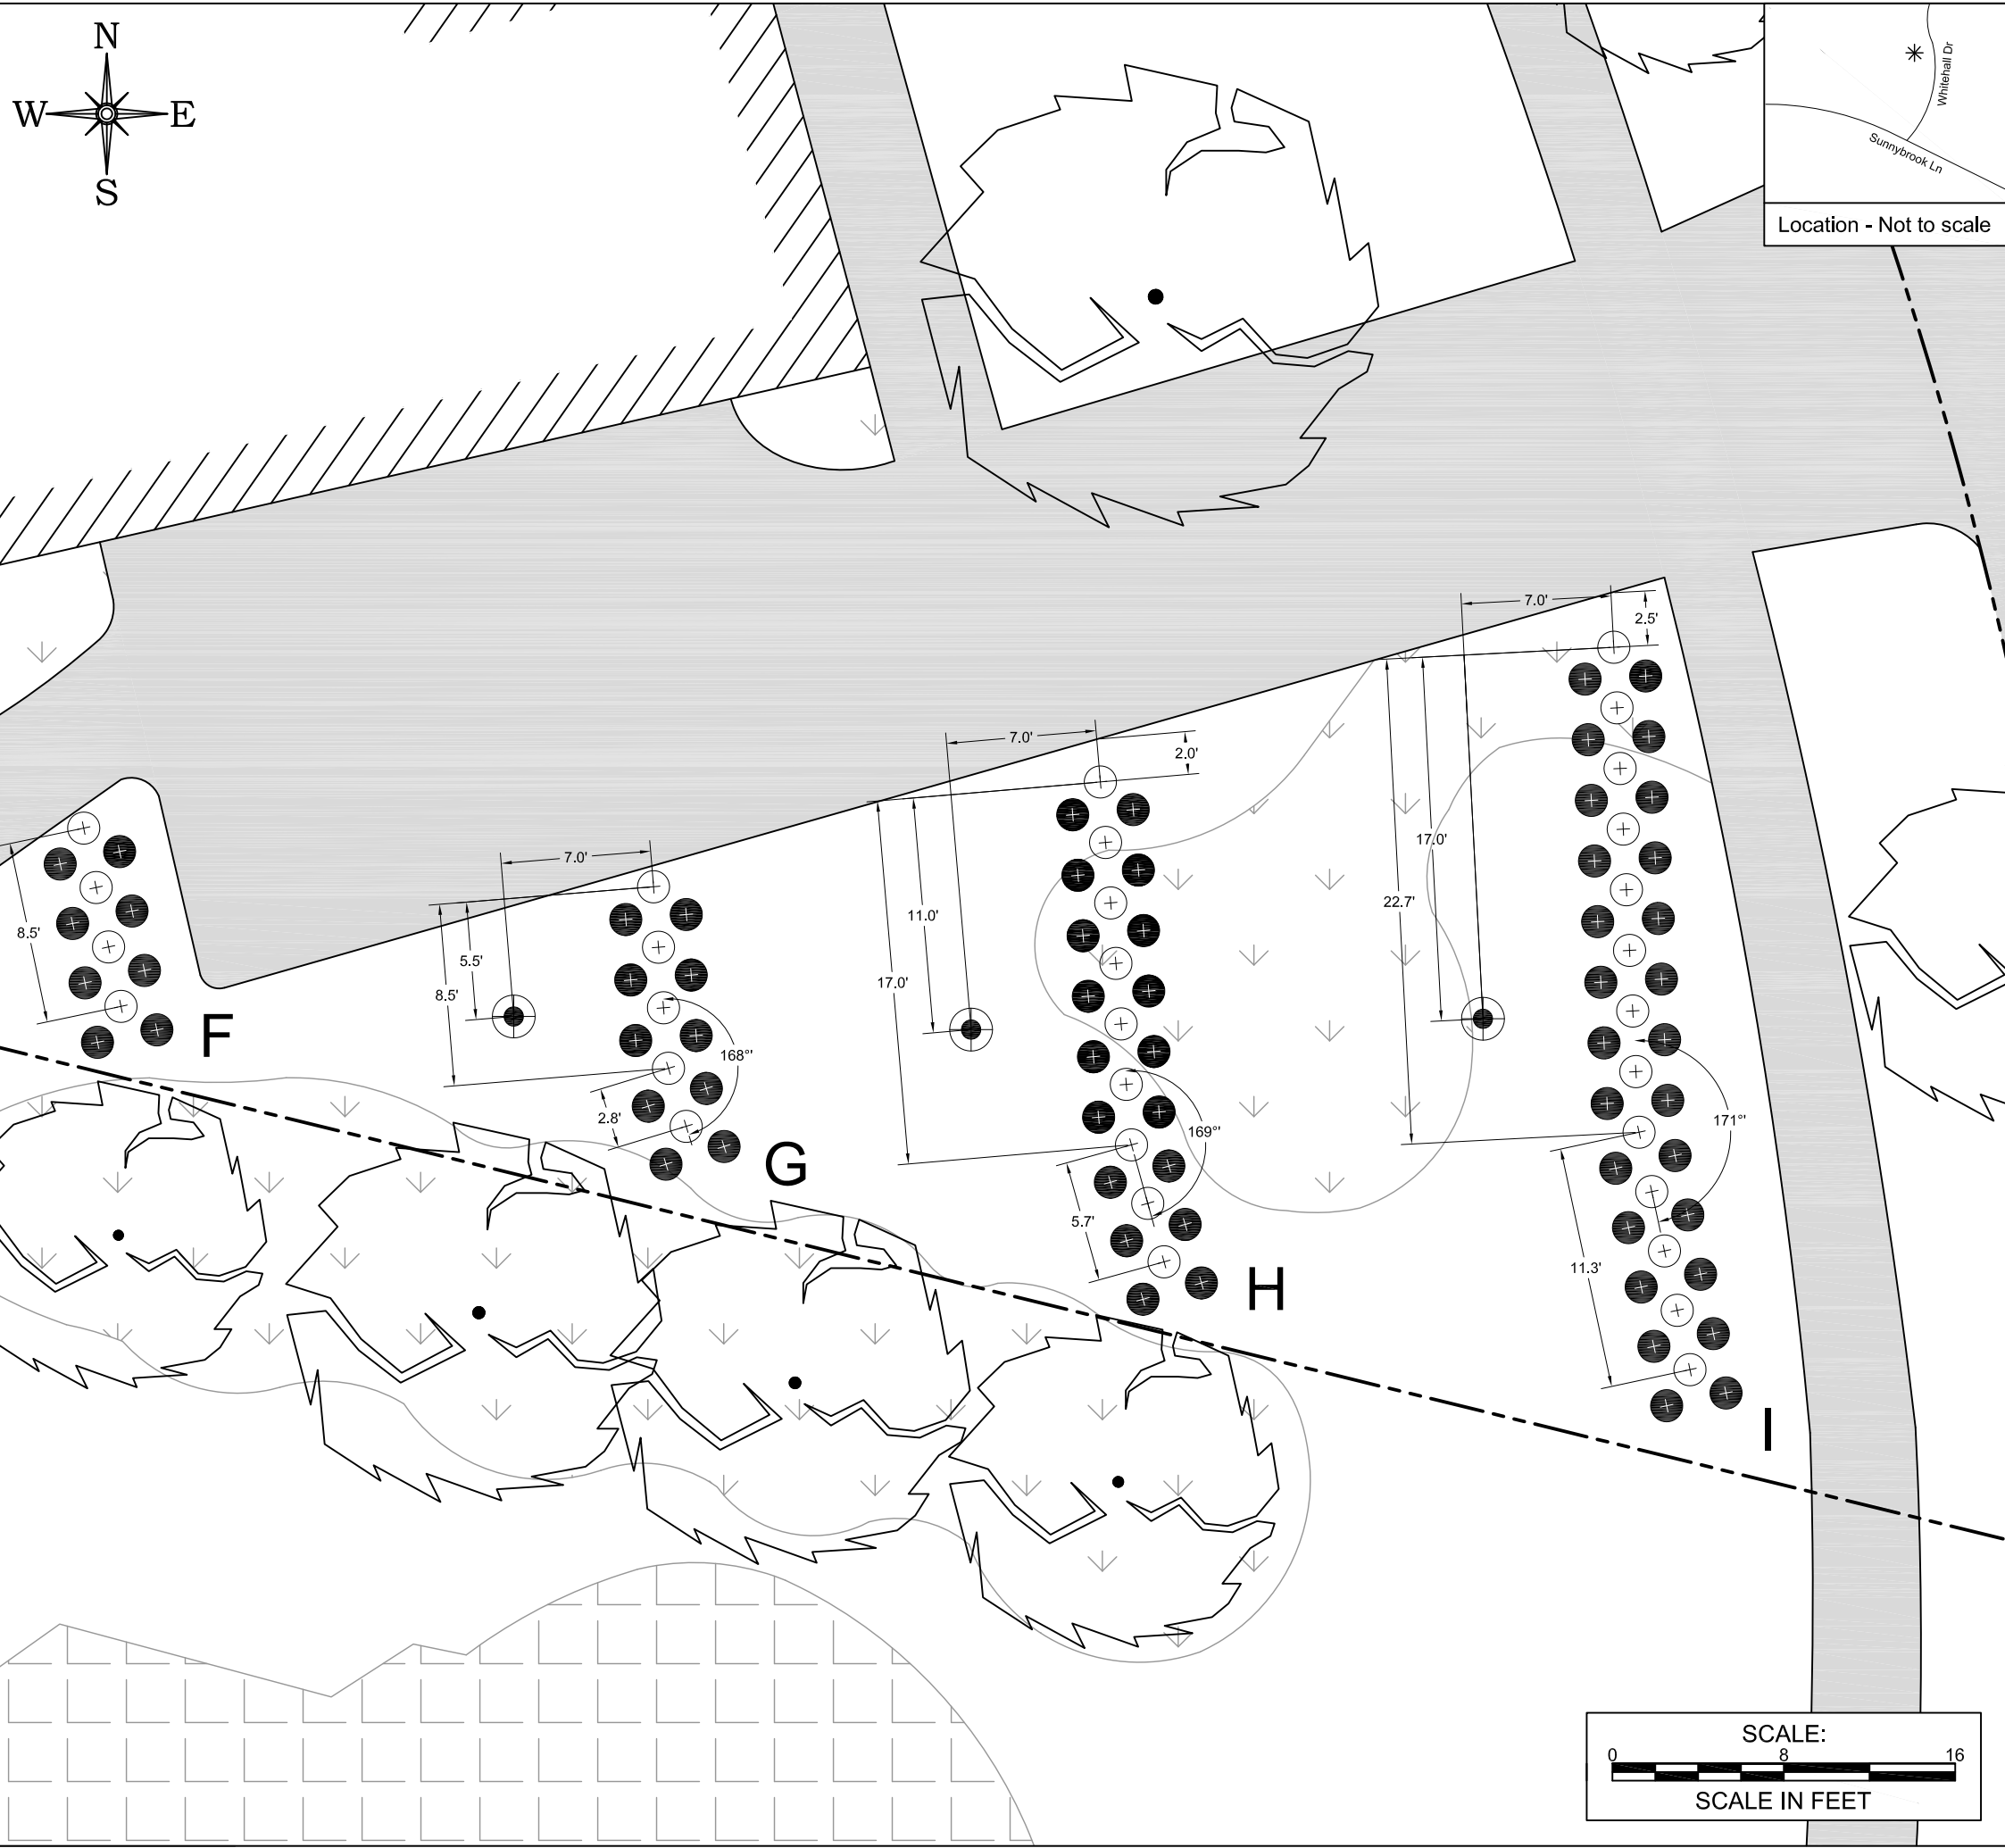 N
W E
S
Whitehall Dr
Sunnybrook Ln
Location - Not to scale
7.0'
2.5'
7.0'
2.0'
17.0'
22.7'
7.0'
11.0'
17.0'
8.5'
5.5'
8.5'
F
168°'
2.8'
G
169°'
5.7'
H
171°'
11.3'
I
SCALE:
0 8 16
SCALE IN FEET